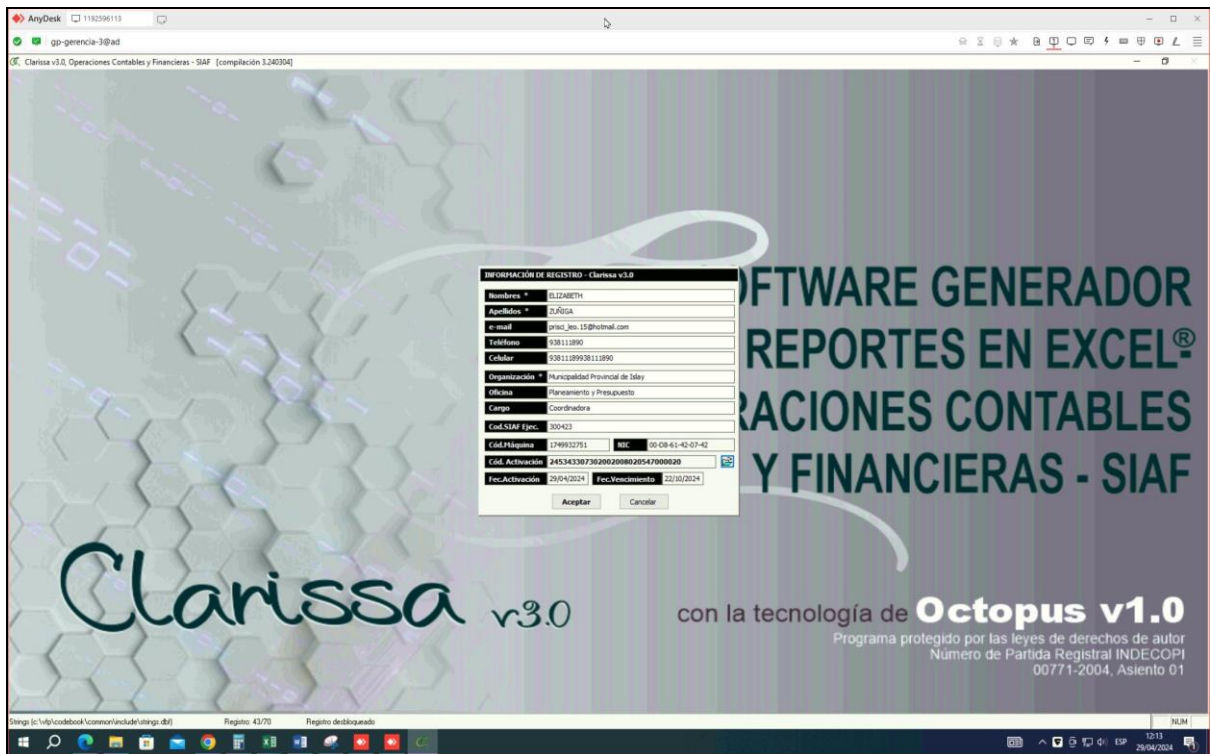 AnyDesk 1192596113
gp-gerencia-3@ad
Clarissa v3.0, Operaciones Contables y Financieras - SIAF [compilación 3.240304]
INFORMACIÓN DE REGISTRO - Clarissa v3.0
Nombres * ELIZABETH
Apellidos * ZUÑIGA
e-mail prisci_leo.15@hotmail.com
Teléfono 938111890
Celular 93811189938111890
Organización * Municipalidad Provincial de Islay
Oficina Planeamiento y Presupuesto
Cargo Coordinadora
Cod.SIAF Ejec. 300423
Cód.Máquina 1749932751 NIC 00-D8-61-42-07-42
Cód. Activación 2453433073020020080205470000020
Fec.Activación 29/04/2024 Fec.Vencimiento 22/10/2024
Aceptar Cancelar
OFTWARE GENERADOR
REPORTES EN EXCEL®
RACIONES CONTABLES
Y FINANCIERAS - SIAF
Clarissa v3.0
con la tecnología de Octopus v1.0
Programa protegido por las leyes de derechos de autor
Número de Partida Registral INDECOPI
00771-2004, Asiento 01
Strings (c:\vfp\codebook\common\include\strings.dbf) Registro: 43/70 Registro desbloqueado NUM
ESP 12:13
29/04/2024